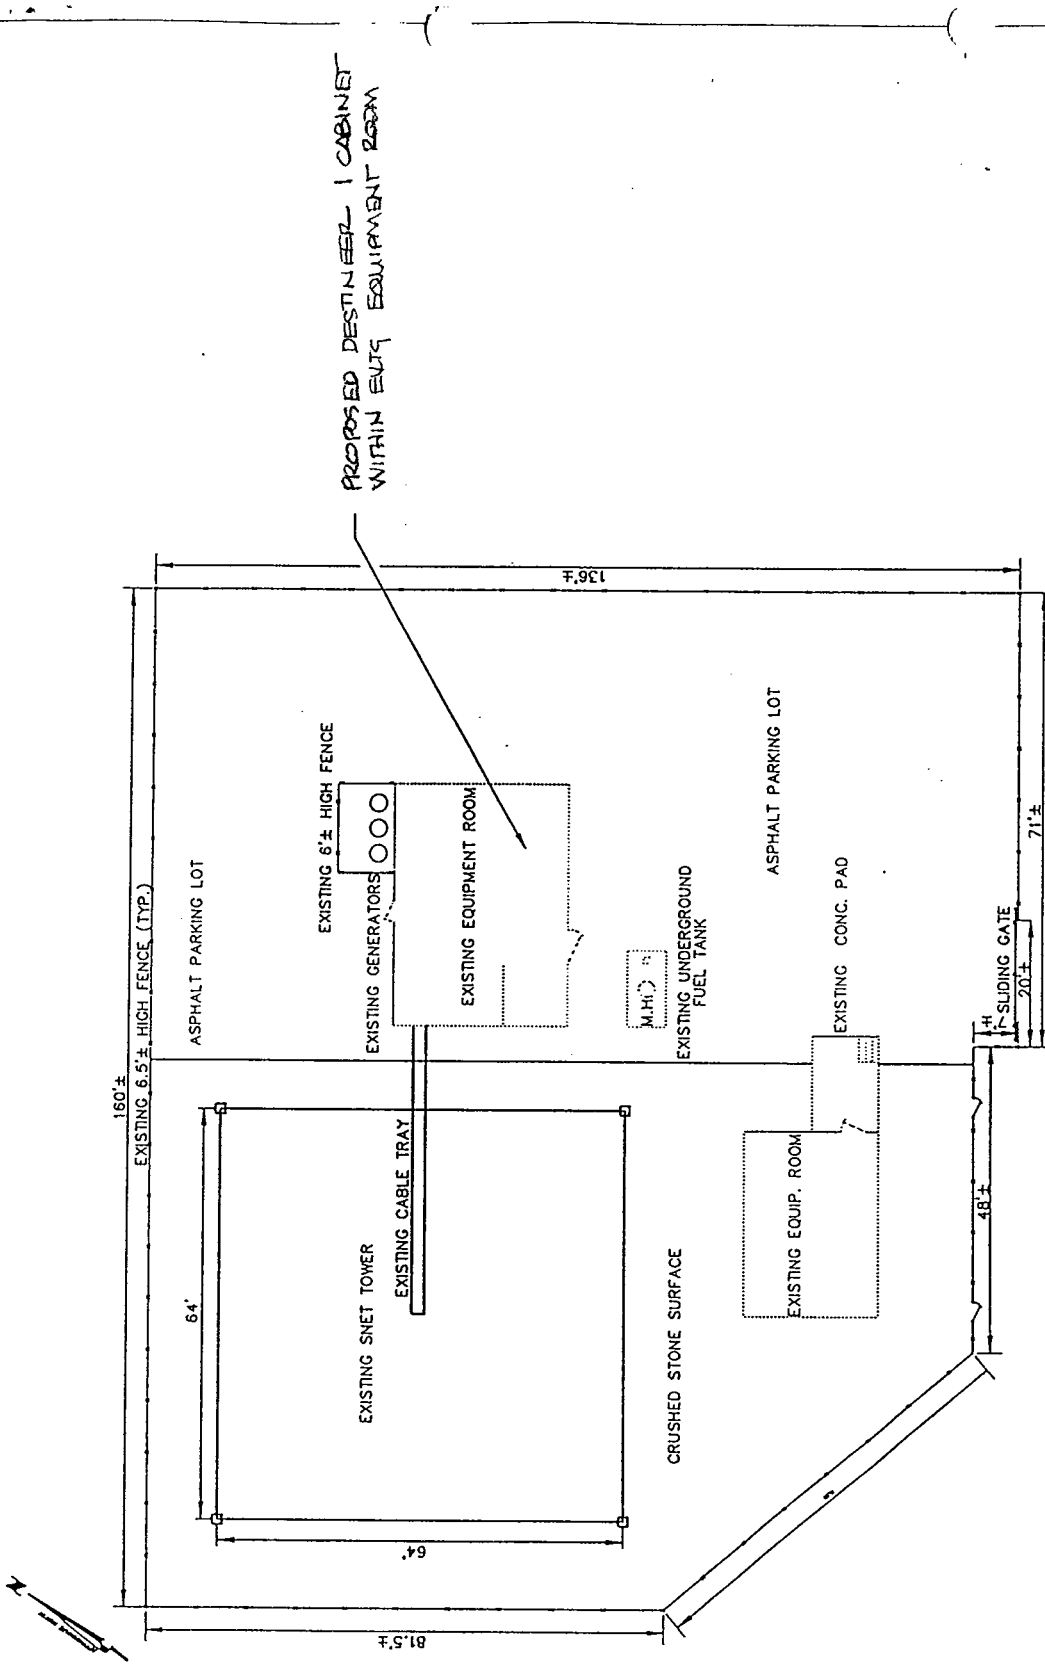 PROPOSED DESTINEER 1 CABINET
WITHIN EQUIPMENT ROOM
160'±
EXISTING 6.5'± HIGH FENCE (TYP.)
ASPHALT PARKING LOT
136'±
64'
EXISTING 6'± HIGH FENCE
EXISTING GENERATORS
EXISTING SNET TOWER
EXISTING CABLE TRAY
EXISTING EQUIPMENT ROOM
64'
81.5'±
M.H.
EXISTING UNDERGROUND
FUEL TANK
CRUSHED STONE SURFACE
ASPHALT PARKING LOT
EXISTING EQUIP. ROOM
EXISTING CONC. PAD
48'±
7'±
SLIDING GATE
20'±
71'±
N